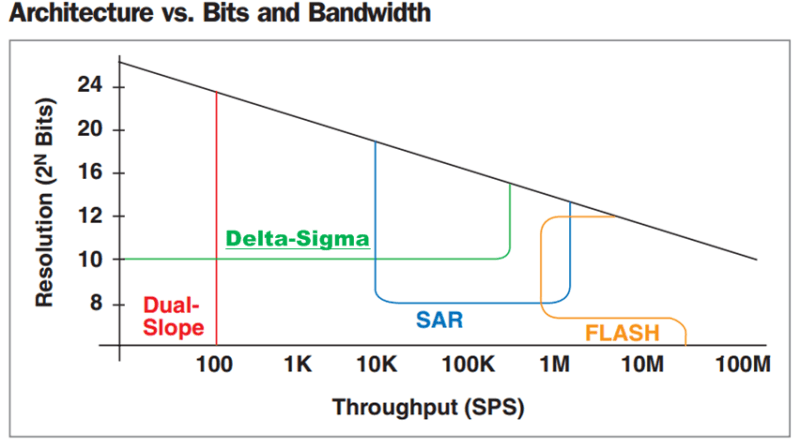 Architecture vs. Bits and Bandwidth
Resolution (2^N Bits)
24
20
16
12
10
8
Delta-Sigma
Dual-
Slope
SAR
FLASH
100 1K 10K 100K 1M 10M 100M
Throughput (SPS)